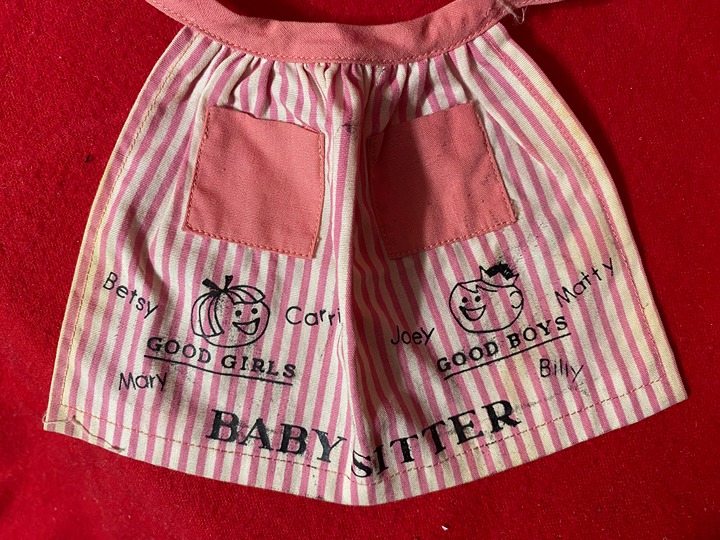 Betsy
Carri
GOOD GIRLS
Mary
Joey
Matty
GOOD BOYS
Billy
BABY SITTER